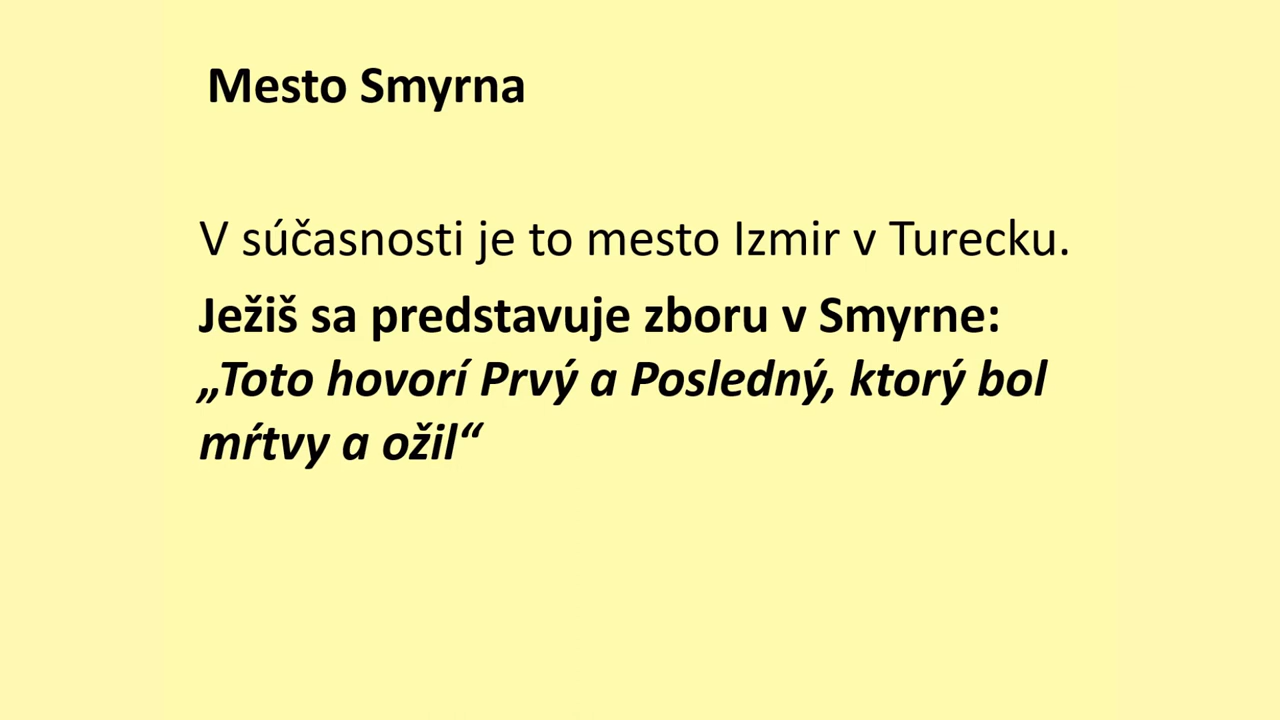 Mesto Smyrna
V súčasnosti je to mesto Izmir v Turecku.
Ježiš sa predstavuje zboru v Smyrne:
„Toto hovorí Prvý a Posledný, ktorý bol
mŕtvy a ožil“